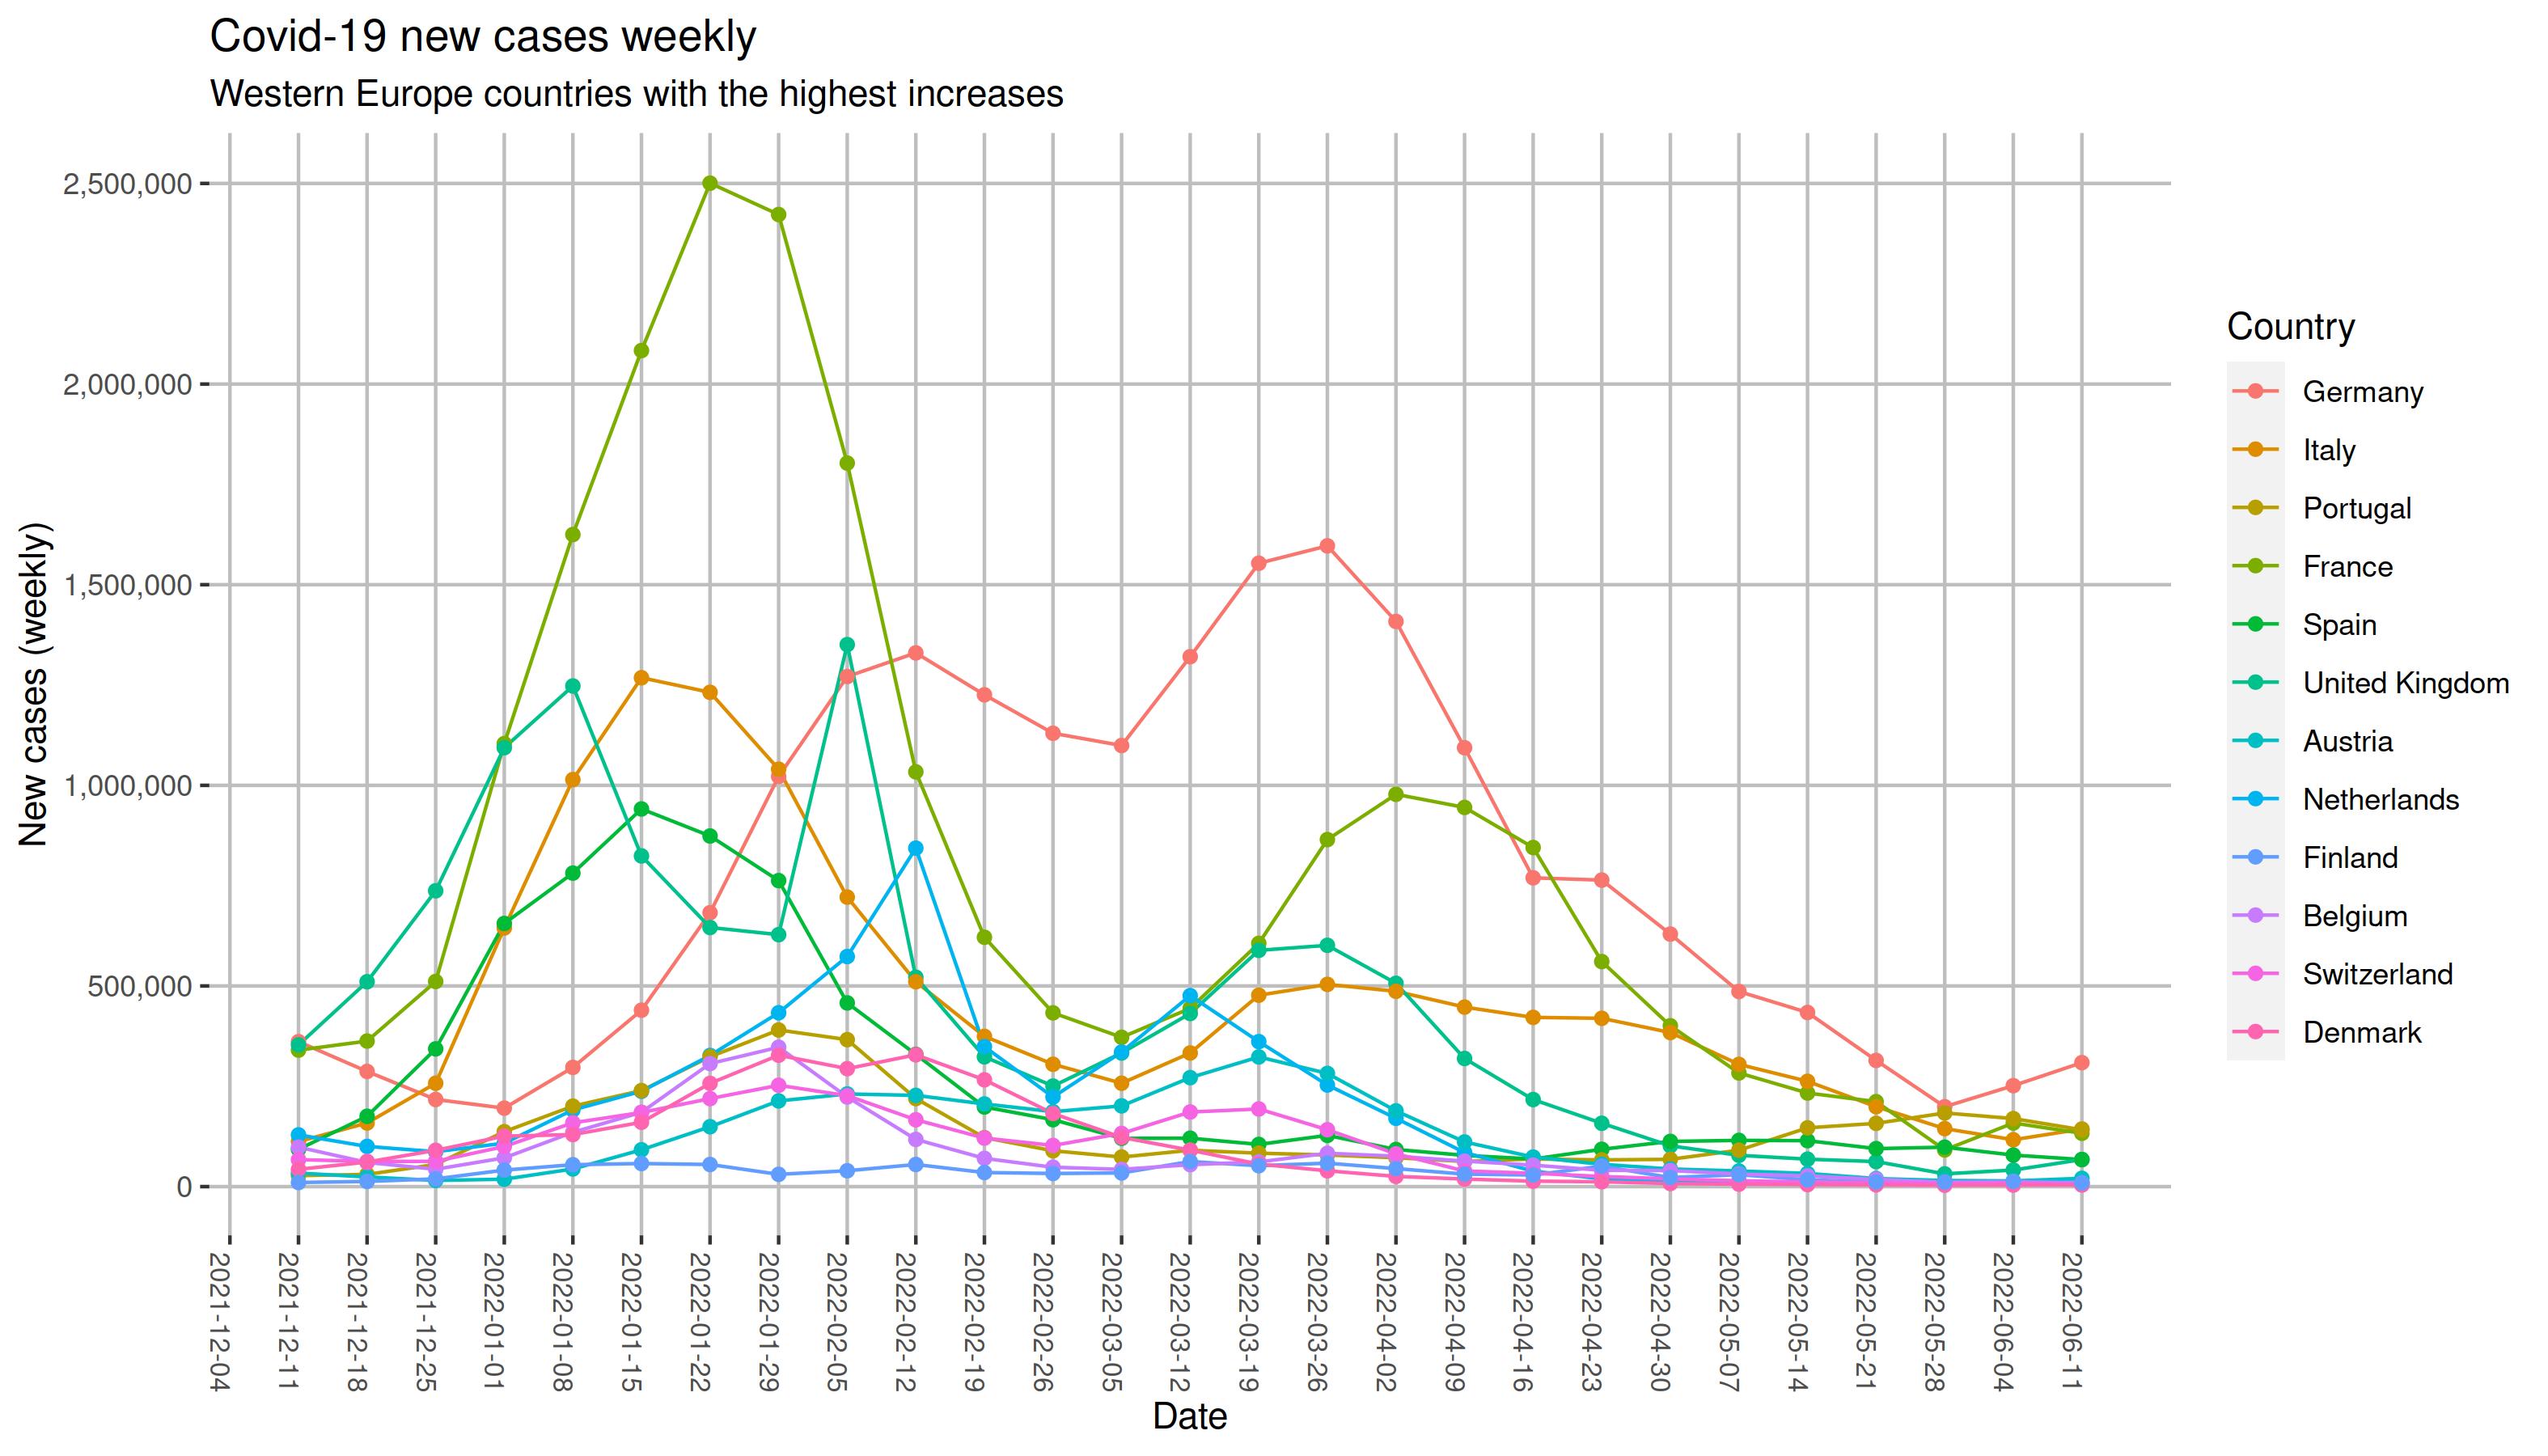 Covid-19 new cases weekly
Western Europe countries with the highest increases
New cases (weekly)
2,500,000
2,000,000
1,500,000
1,000,000
500,000
0
2021-12-04
2021-12-11
2021-12-18
2021-12-25
2022-01-01
2022-01-08
2022-01-15
2022-01-22
2022-01-29
2022-02-05
2022-02-12
2022-02-19
2022-02-26
2022-03-05
2022-03-12
2022-03-19
2022-03-26
2022-04-02
2022-04-09
2022-04-16
2022-04-23
2022-04-30
2022-05-07
2022-05-14
2022-05-21
2022-05-28
2022-06-04
2022-06-11
Date
Country
Germany
Italy
Portugal
France
Spain
United Kingdom
Austria
Netherlands
Finland
Belgium
Switzerland
Denmark